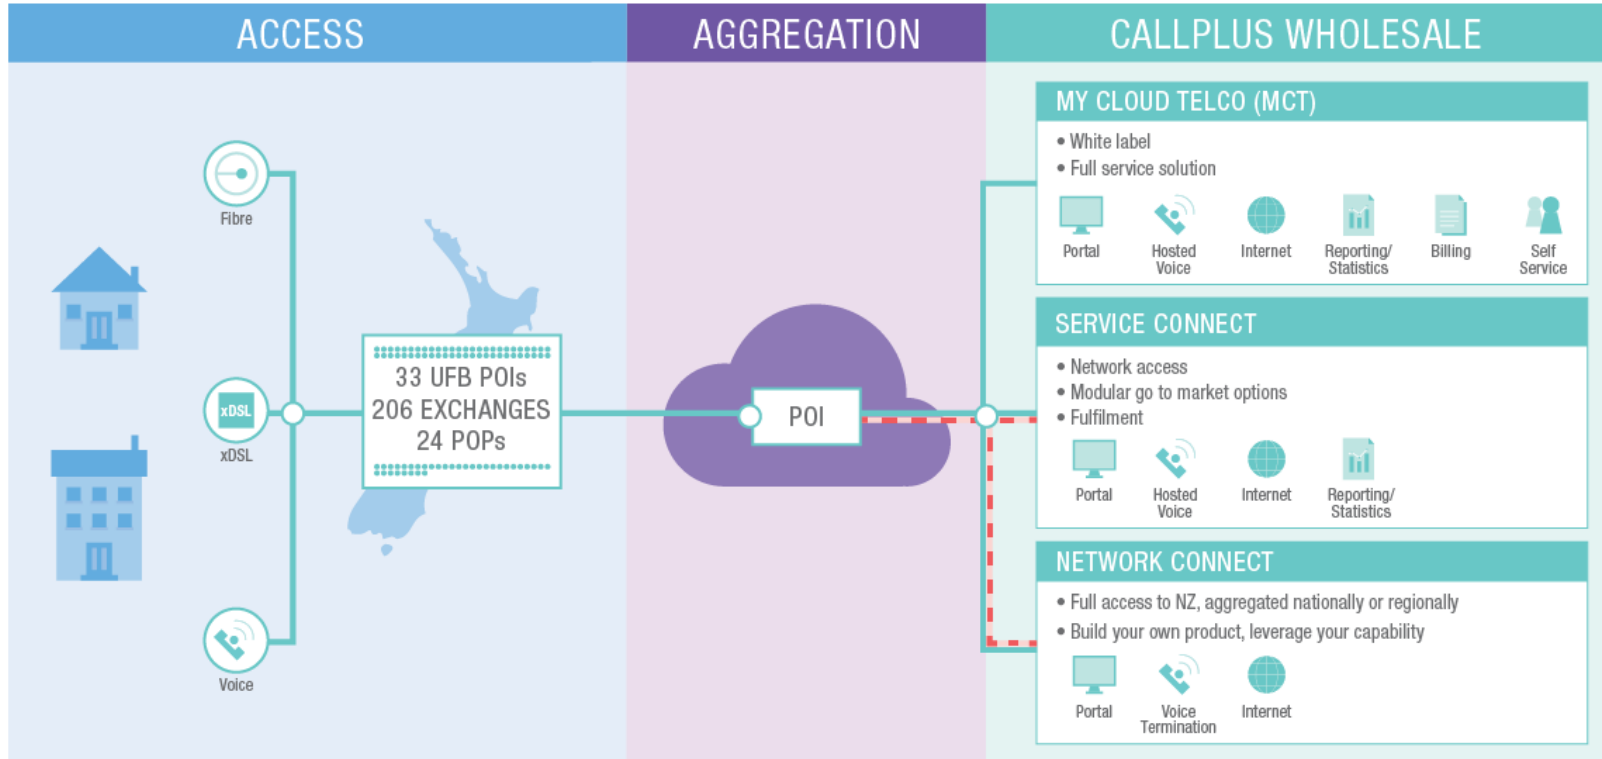 ACCESS
AGGREGATION
CALLPLUS WHOLESALE
Fibre
xDSL
xDSL
Voice
33 UFB POIs
206 EXCHANGES
24 POPs
POI
MY CLOUD TELCO (MCT)
• White label
• Full service solution
Portal
Hosted
Voice
Internet
Reporting/
Statistics
Billing
Self
Service
SERVICE CONNECT
• Network access
• Modular go to market options
• Fulfilment
Portal
Hosted
Voice
Internet
Reporting/
Statistics
NETWORK CONNECT
• Full access to NZ, aggregated nationally or regionally
• Build your own product, leverage your capability
Portal
Voice
Termination
Internet